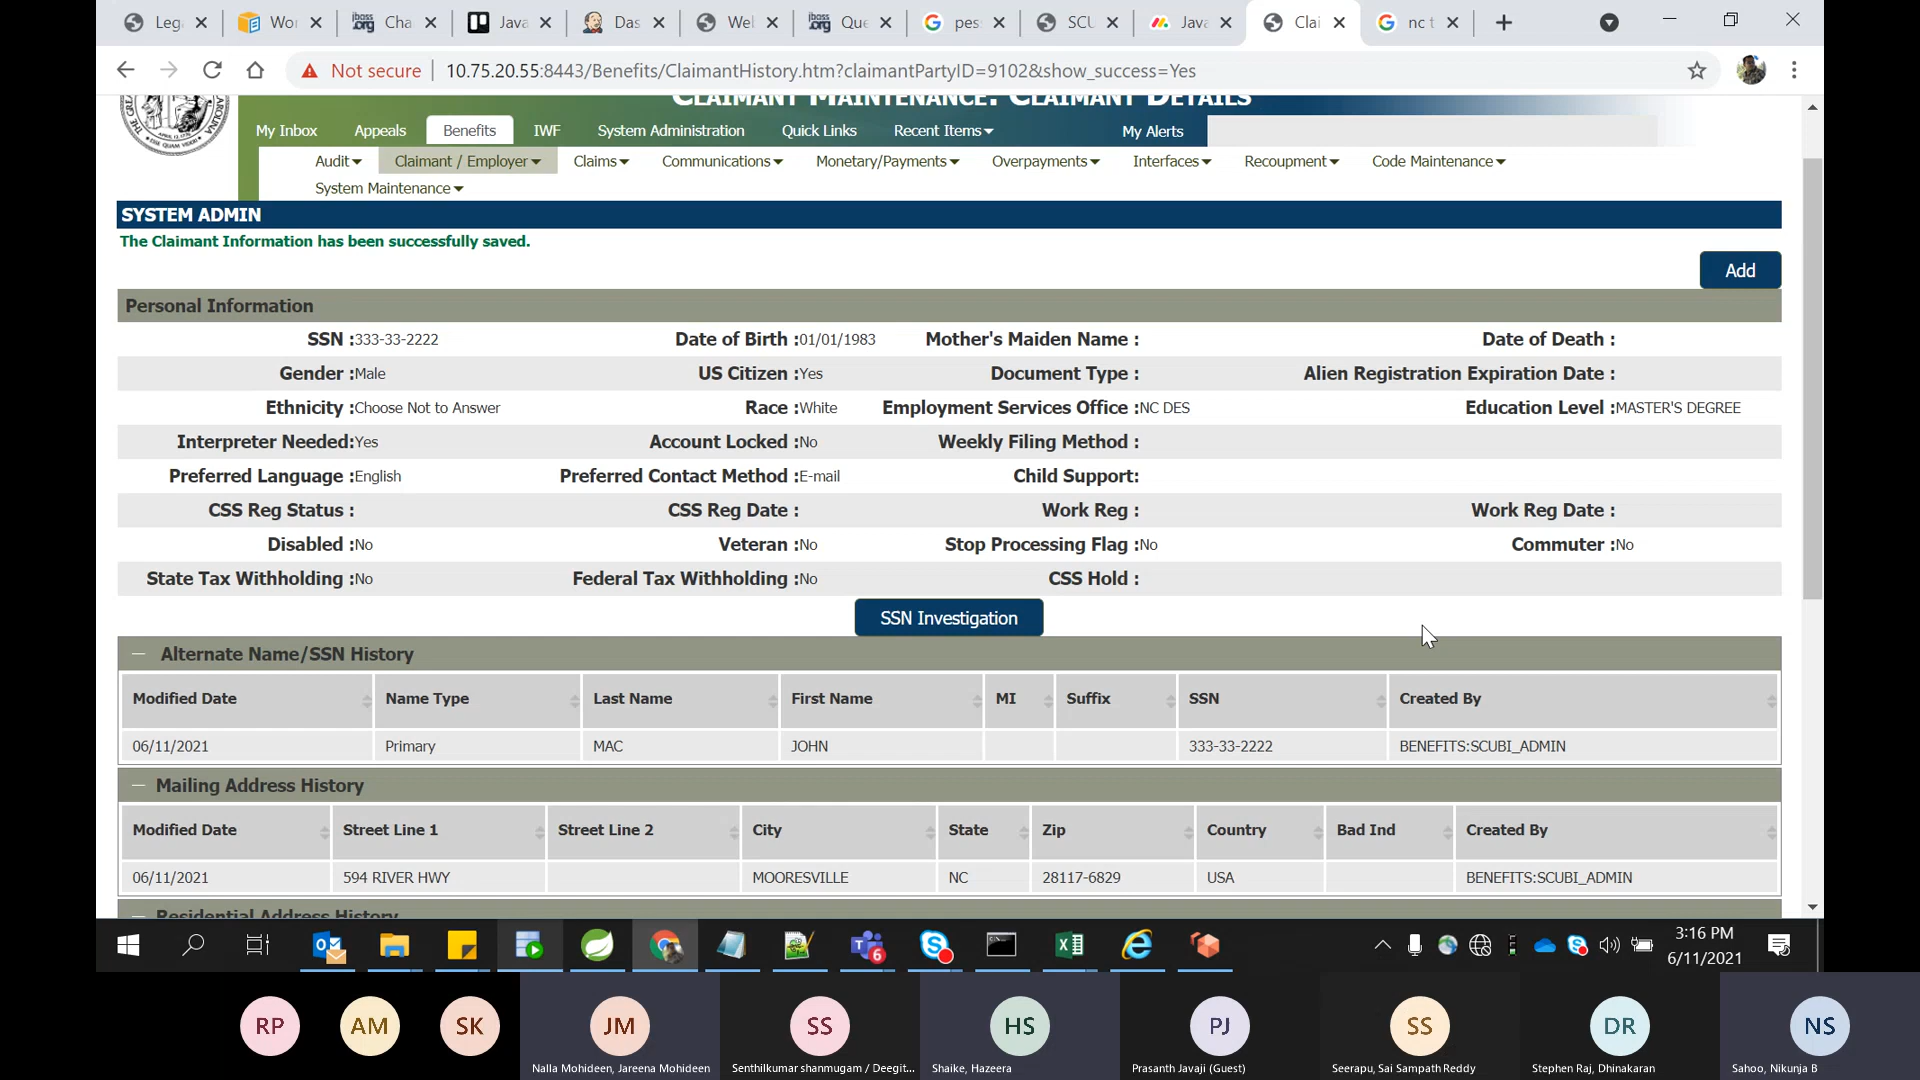 Leg Wor jboss .org Cha Java Das Wel jboss .org Que pes SCU Java Clai nc t
Not secure 10.75.20.55:8443/Benefits/ClaimantHistory.htm?claimantPartyID=9102&show_success=Yes
CLAIMANT MAINTENANCE: CLAIMANT DETAILS
My Inbox Appeals Benefits IWF System Administration Quick Links Recent Items My Alerts
Audit Claimant / Employer Claims Communications Monetary/Payments Overpayments Interfaces Recoupment Code Maintenance
System Maintenance
SYSTEM ADMIN
The Claimant Information has been successfully saved.
Add
Personal Information
SSN :333-33-2222 Date of Birth :01/01/1983 Mother's Maiden Name : Date of Death :
Gender :Male US Citizen :Yes Document Type : Alien Registration Expiration Date :
Ethnicity :Choose Not to Answer Race :White Employment Services Office :NC DES Education Level :MASTER'S DEGREE
Interpreter Needed:Yes Account Locked :No Weekly Filing Method :
Preferred Language :English Preferred Contact Method :E-mail Child Support:
CSS Reg Status : CSS Reg Date : Work Reg : Work Reg Date :
Disabled :No Veteran :No Stop Processing Flag :No Commuter :No
State Tax Withholding :No Federal Tax Withholding :No CSS Hold :
SSN Investigation
Alternate Name/SSN History
Modified Date Name Type Last Name First Name MI Suffix SSN Created By
06/11/2021 Primary MAC JOHN 333-33-2222 BENEFITS:SCUBI_ADMIN
Mailing Address History
Modified Date Street Line 1 Street Line 2 City State Zip Country Bad Ind Created By
06/11/2021 594 RIVER HWY MOORESVILLE NC 28117-6829 USA BENEFITS:SCUBI_ADMIN
Residential Address History
6
3:16 PM
6/11/2021
RP AM SK JM SS HS PJ SS DR NS
Nalla Mohideen, Jareena Mohideen Senthilkumar shanmugam / Deegit... Shaike, Hazeera Prasanth Javaji (Guest) Seerapu, Sai Sampath Reddy Stephen Raj, Dhinakaran Sahoo, Nikunja B